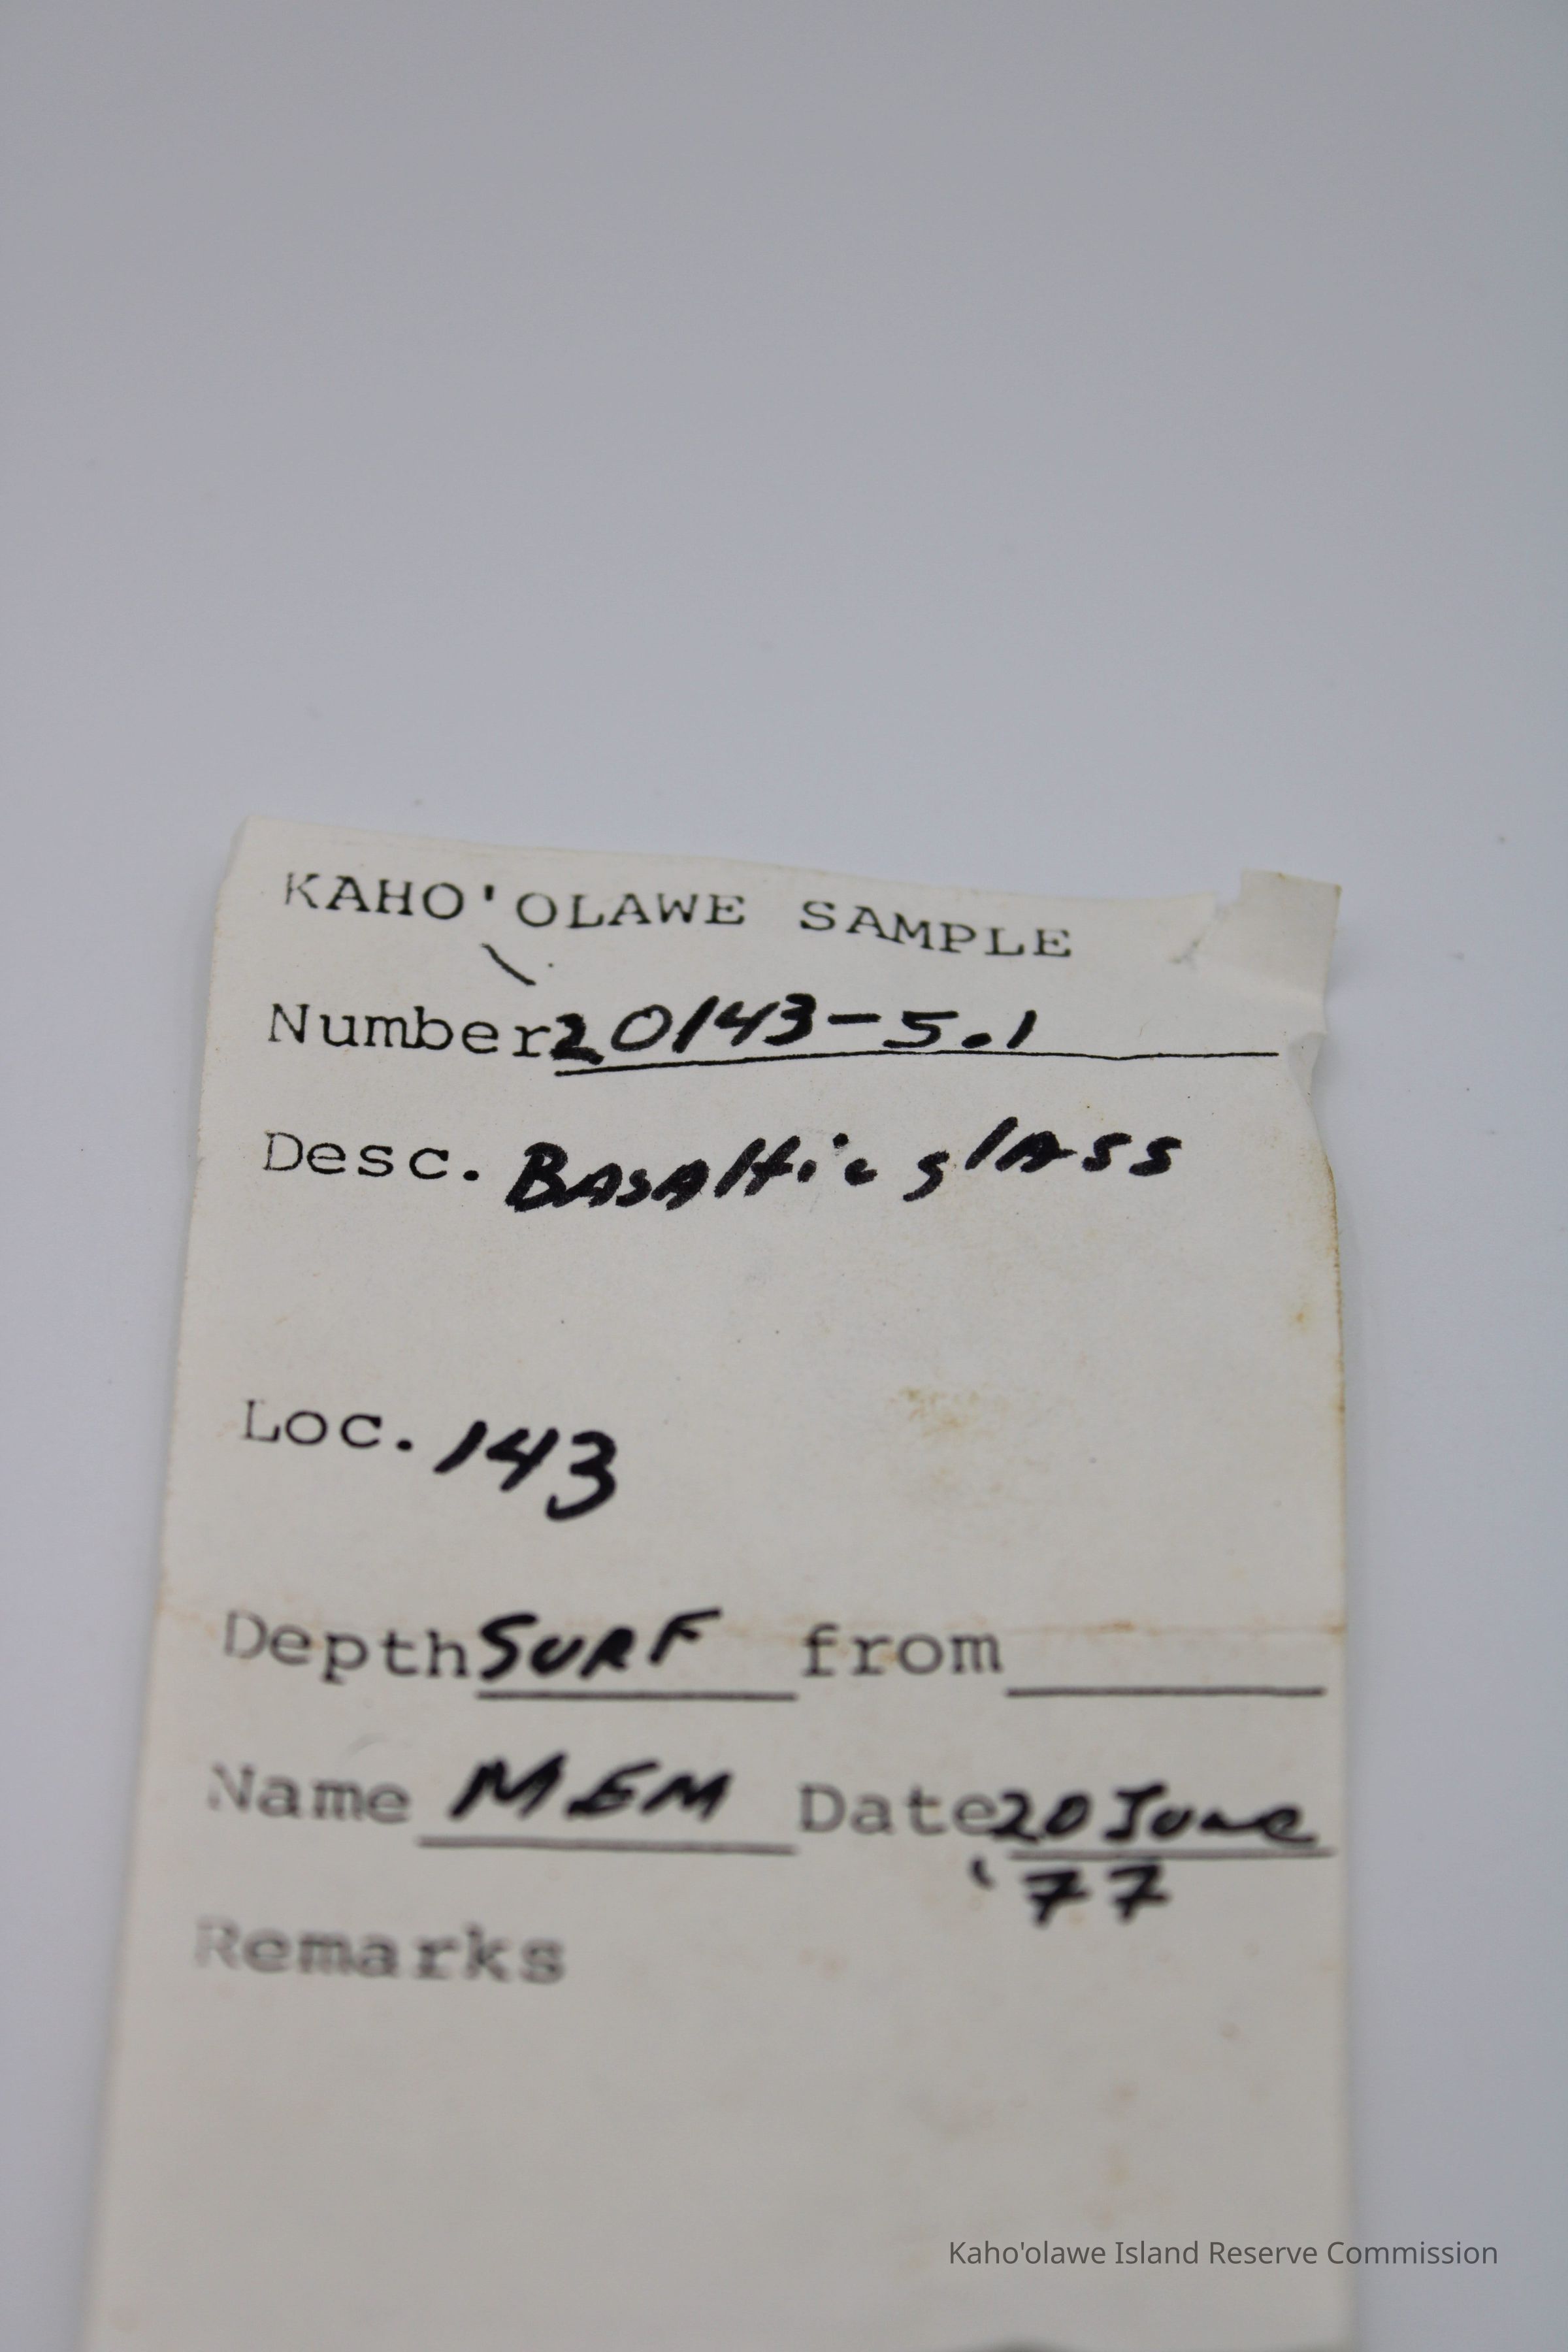 KAHO'OLAWE SAMPLE
Number 20143-5.1
Desc. Basaltic glass
Loc. 143
Depth SURF from
Name MEM Date 20 June
'77
Remarks
Kaho'olawe Island Reserve Commission